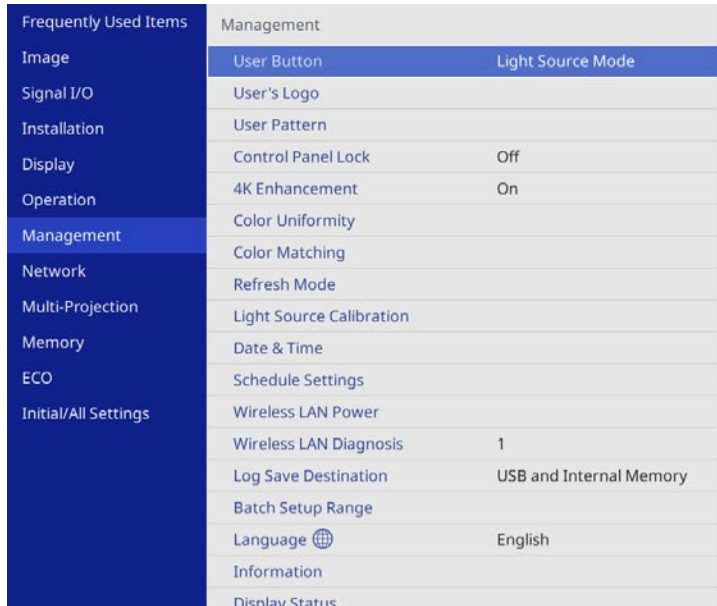 Frequently Used Items
Image
Signal I/O
Installation
Display
Operation
Management
Network
Multi-Projection
Memory
ECO
Initial/All Settings
Management
User Button Light Source Mode
User's Logo
User Pattern
Control Panel Lock Off
4K Enhancement On
Color Uniformity
Color Matching
Refresh Mode
Light Source Calibration
Date & Time
Schedule Settings
Wireless LAN Power
Wireless LAN Diagnosis 1
Log Save Destination USB and Internal Memory
Batch Setup Range
Language English
Information
Display Status